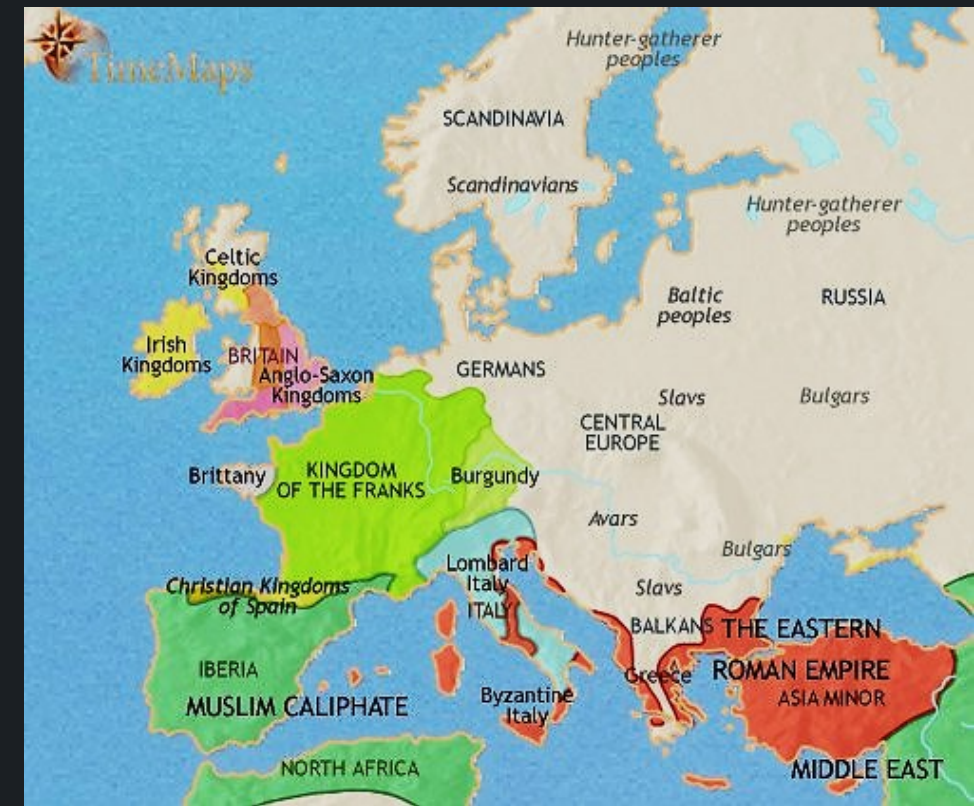 TimeMaps
Hunter-gatherer
peoples
SCANDINAVIA
Scandinavians
Hunter-gatherer
peoples
Celtic
Kingdoms
Baltic
peoples
RUSSIA
Irish
Kingdoms
BRITAIN
Anglo-Saxon
Kingdoms
GERMANS
Slavs
Bulgars
CENTRAL
EUROPE
Brittany
KINGDOM
OF THE FRANKS
Burgundy
Avars
Bulgars
Lombard
Italy
Christian Kingdoms
of Spain
Slavs
ITALY
BALKANS
THE EASTERN
ROMAN EMPIRE
IBERIA
Greece
ASIA MINOR
MUSLIM CALIPHATE
Byzantine
Italy
NORTH AFRICA
MIDDLE EAST